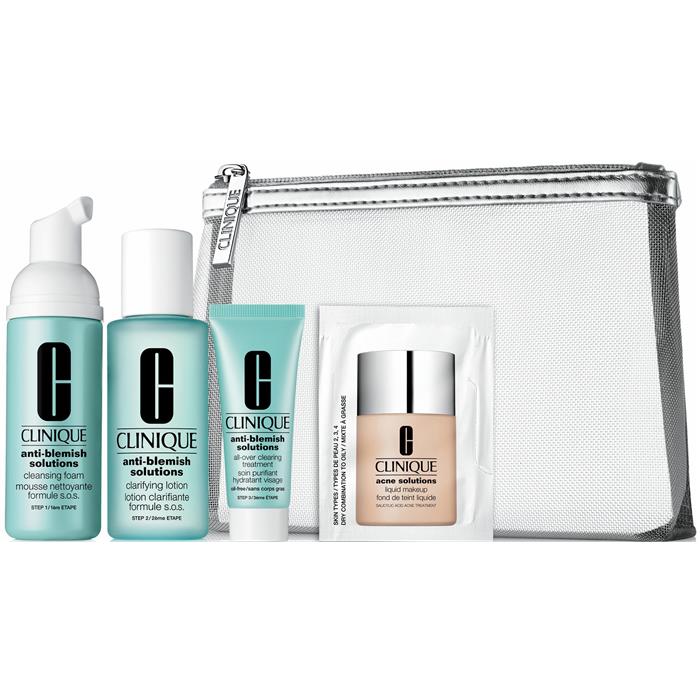 CLINIQUE
C
CLINIQUE
anti-blemish
solutions
cleansing foam
mousse nettoyante
formule s.o.s.
STEP 1/1ère ETAPE
C
CLINIQUE
anti-blemish
solutions
clarifying lotion
lotion clarifiante
formule s.o.s.
STEP 2/2ème ETAPE
C
CLINIQUE
anti-blemish
solutions
all-over clearing
treatment
soin purifiant
hydratant visage
oil-free/sans corps gras
STEP 3/3ème ETAPE
SKIN TYPES/TYPES DE PEAU 2, 3, 4
DRY COMBINATION TO OILY / MIXTE À GRASSE
C
CLINIQUE
acne solutions
liquid makeup
fond de teint liquide
SALICYLIC ACID ACNE TREATMENT